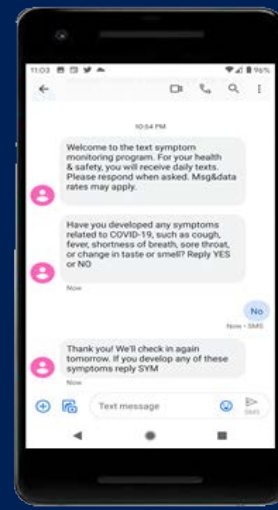 11:03
96%
10:54 PM
Welcome to the text symptom
monitoring program. For your health
& safety, you will receive daily texts.
Please respond when asked. Msg&data
rates may apply.
Have you developed any symptoms
related to COVID-19, such as cough,
fever, shortness of breath, sore throat,
or change in taste or smell? Reply YES
or NO
Now
No
Now • SMS
Thank you! We'll check in again
tomorrow. If you develop any of these
symptoms reply SYM
Now
Text message
SMS